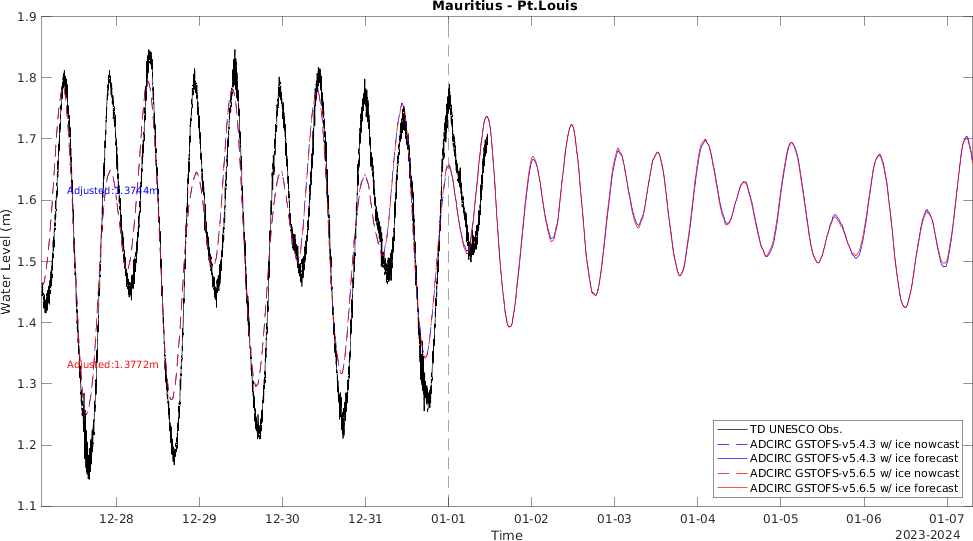 Mauritius - Pt.Louis
1.9
1.8
1.7
1.6
1.5
1.4
1.3
1.2
1.1
Water Level (m)
Adjusted:1.3744m
Adjusted:1.3772m
TD UNESCO Obs.
ADCIRC GSTOFS-v5.4.3 w/ ice nowcast
ADCIRC GSTOFS-v5.4.3 w/ ice forecast
ADCIRC GSTOFS-v5.6.5 w/ ice nowcast
ADCIRC GSTOFS-v5.6.5 w/ ice forecast
12-28 12-29 12-30 12-31 01-01 01-02 01-03 01-04 01-05 01-06 01-07
Time
2023-2024